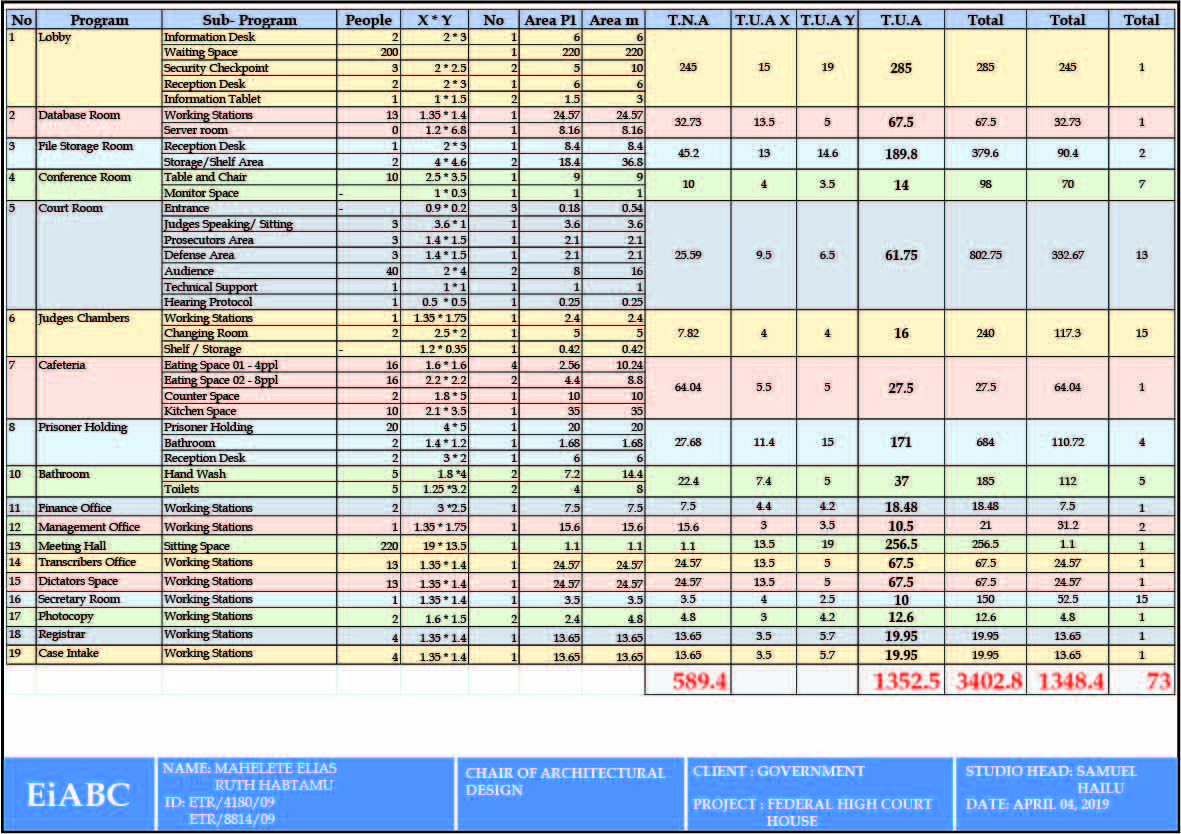 No Program Sub- Program People X * Y No Area P1 Area m T.N.A T.U.A X T.U.A Y T.U.A Total Total Total
1 Lobby Information Desk 2 2 * 3 1 6 6
Waiting Space 200 1 220 220
Security Checkpoint 3 2 * 2.5 2 5 10 245 15 19 285 285 245 1
Reception Desk 2 2 * 3 1 6 6
Information Tablet 1 1 * 1.5 2 1.5 3
2 Database Room Working Stations 13 1.35 * 1.4 1 24.57 24.57 32.73 13.5 5 67.5 67.5 32.73 1
Server room 0 1.2 * 6.8 1 8.16 8.16
3 File Storage Room Reception Desk 1 2 * 3 1 8.4 8.4 45.2 13 14.6 189.8 379.6 90.4 2
Storage/Shelf Area 2 4 * 4.6 2 18.4 36.8
4 Conference Room Table and Chair 10 2.5 * 3.5 1 9 9 10 4 3.5 14 98 70 7
Monitor Space - 1 * 0.3 1 1 1
5 Court Room Entrance - 0.9 * 0.2 3 0.18 0.54
Judges Speaking/ Sitting 3 3.6 * 1 1 3.6 3.6
Prosecutors Area 3 1.4 * 1.5 1 2.1 2.1
Defense Area 3 1.4 * 1.5 1 2.1 2.1 25.59 9.5 6.5 61.75 802.75 332.67 13
Audience 40 2 * 4 2 8 16
Technical Support 1 1 * 1 1 1 1
Hearing Protocol 1 0.5 * 0.5 1 0.25 0.25
6 Judges Chambers Working Stations 1 1.35 * 1.75 1 2.4 2.4
Changing Room 2 2.5 * 2 1 5 5 7.82 4 4 16 240 117.3 15
Shelf / Storage - 1.2 * 0.35 1 0.42 0.42
7 Cafeteria Eating Space 01 - 4ppl 16 1.6 * 1.6 4 2.56 10.24
Eating Space 02 - 8ppl 16 2.2 * 2.2 2 4.4 8.8 64.04 5.5 5 27.5 27.5 64.04 1
Counter Space 2 1.8 * 5 1 10 10
Kitchen Space 10 2.1 * 3.5 1 35 35
8 Prisoner Holding Prisoner Holding 20 4 * 5 1 20 20
Bathroom 2 1.4 * 1.2 1 1.68 1.68 27.68 11.4 15 171 684 110.72 4
Reception Desk 2 3 * 2 1 6 6
10 Bathroom Hand Wash 5 1.8 *4 2 7.2 14.4 22.4 7.4 5 37 185 112 5
Toilets 5 1.25 *3.2 2 4 8
11 Finance Office Working Stations 2 3 *2.5 1 7.5 7.5 7.5 4.4 4.2 18.48 18.48 7.5 1
12 Management Office Working Stations 1 1.35 * 1.75 1 15.6 15.6 15.6 3 3.5 10.5 21 31.2 2
13 Meeting Hall Sitting Space 220 19 * 13.5 1 1.1 1.1 1.1 13.5 19 256.5 256.5 1.1 1
14 Transcribers Office Working Stations 13 1.35 * 1.4 1 24.57 24.57 24.57 13.5 5 67.5 67.5 24.57 1
15 Dictators Space Working Stations 13 1.35 * 1.4 1 24.57 24.57 24.57 13.5 5 67.5 67.5 24.57 1
16 Secretary Room Working Stations 1 1.35 * 1.4 1 3.5 3.5 3.5 4 2.5 10 150 52.5 15
17 Photocopy Working Stations 2 1.6 * 1.5 2 2.4 4.8 4.8 3 4.2 12.6 12.6 4.8 1
18 Registrar Working Stations 4 1.35 * 1.4 1 13.65 13.65 13.65 3.5 5.7 19.95 19.95 13.65 1
19 Case Intake Working Stations 4 1.35 * 1.4 1 13.65 13.65 13.65 3.5 5.7 19.95 19.95 13.65 1
589.4 1352.5 3402.8 1348.4 73
EiABC
NAME: MAHELETE ELIAS
RUTH HABTAMU
ID: ETR/4180/09
ETR/8814/09
CHAIR OF ARCHITECTURAL
DESIGN
CLIENT : GOVERNMENT
PROJECT : FEDERAL HIGH COURT
HOUSE
STUDIO HEAD: SAMUEL
HAILU
DATE: APRIL 04, 2019